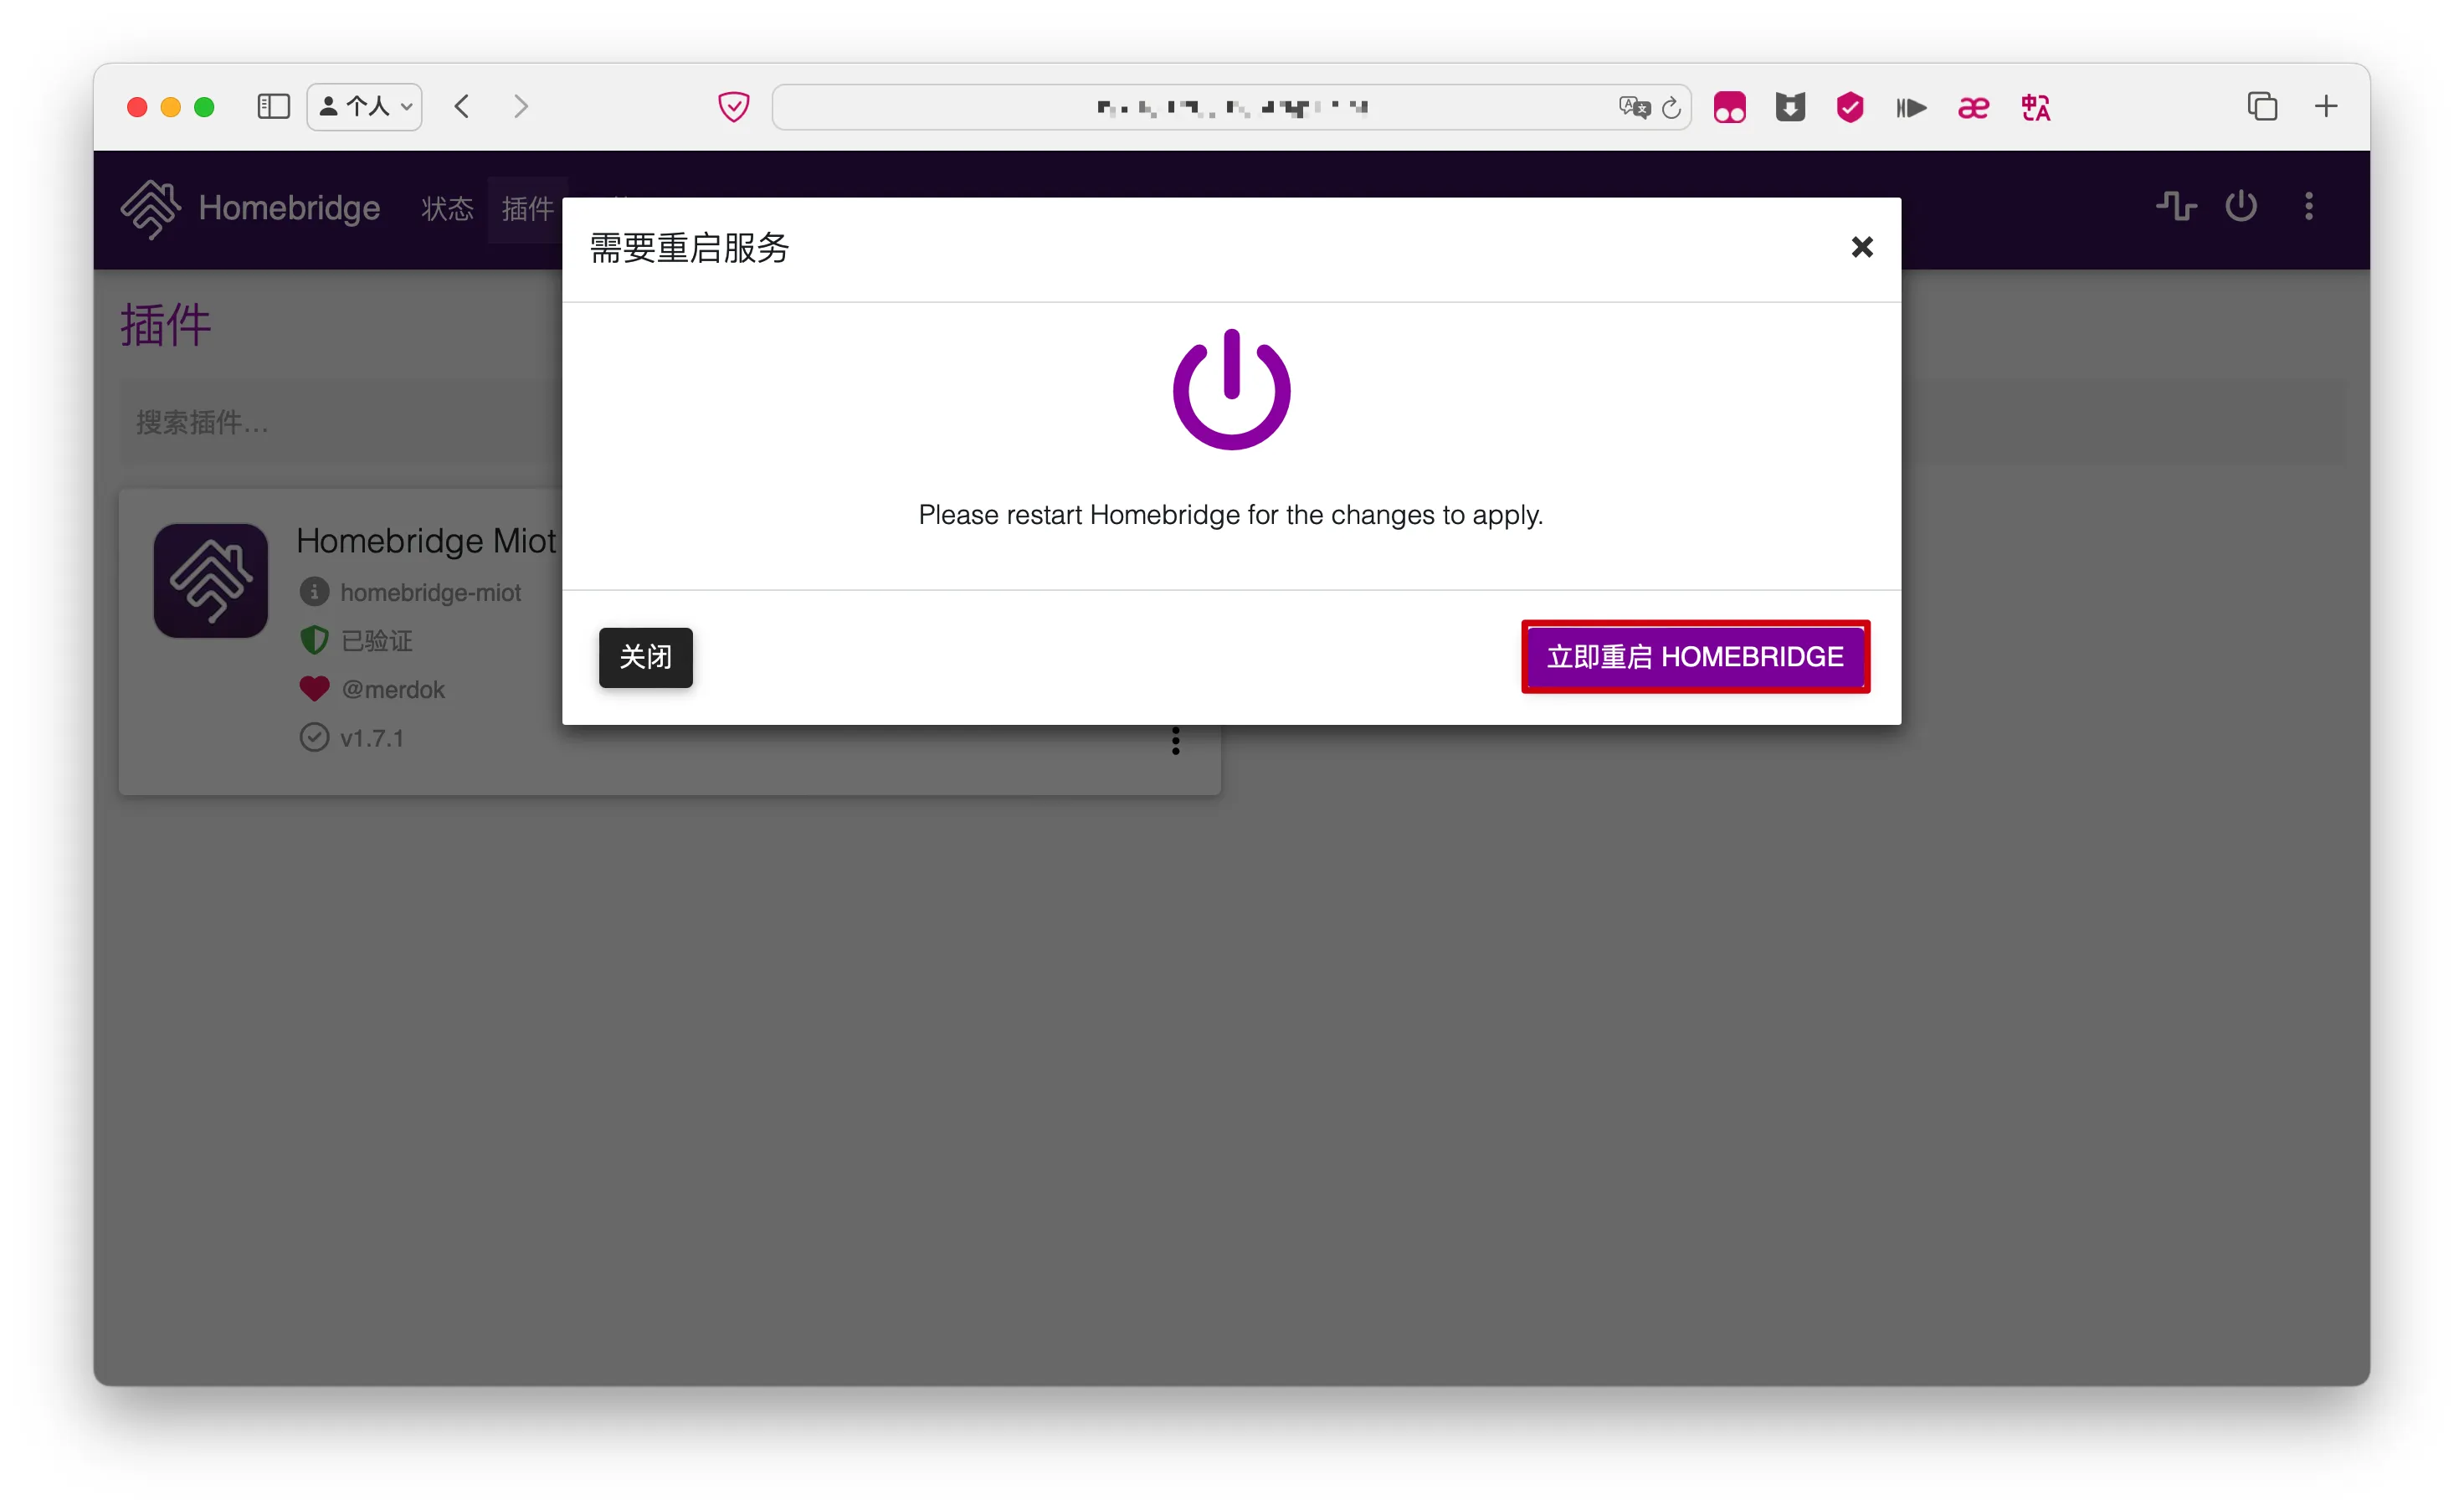 个人
Homebridge
状态
插件
需要重启服务
插件
搜索插件...
Please restart Homebridge for the changes to apply.
Homebridge Miot
homebridge-miot
已验证
@merdok
v1.7.1
关闭
立即重启 HOMEBRIDGE